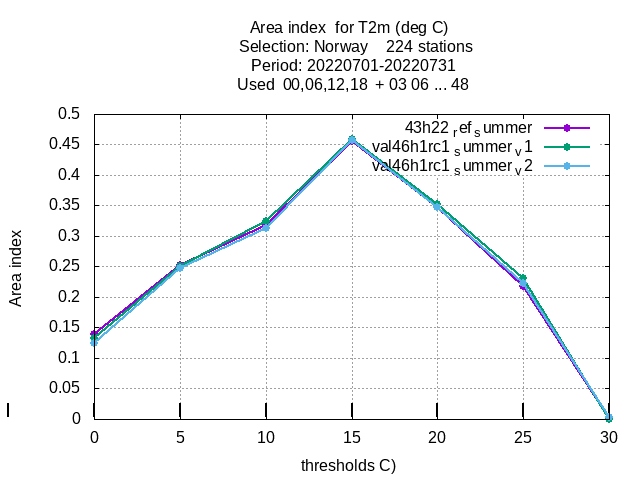 Area index  for T2m (deg C)
Selection: Norway    224 stations
Period: 20220701-20220731
Used  00,06,12,18  + 03 06 ... 48
43h22 ref summer
val46h1rc1 summer v1
val46h1rc1 summer v2
0.5
0.45
0.4
0.35
0.3
0.25
0.2
0.15
0.1
0.05
0
Area index
0 5 10 15 20 25 30
thresholds C)